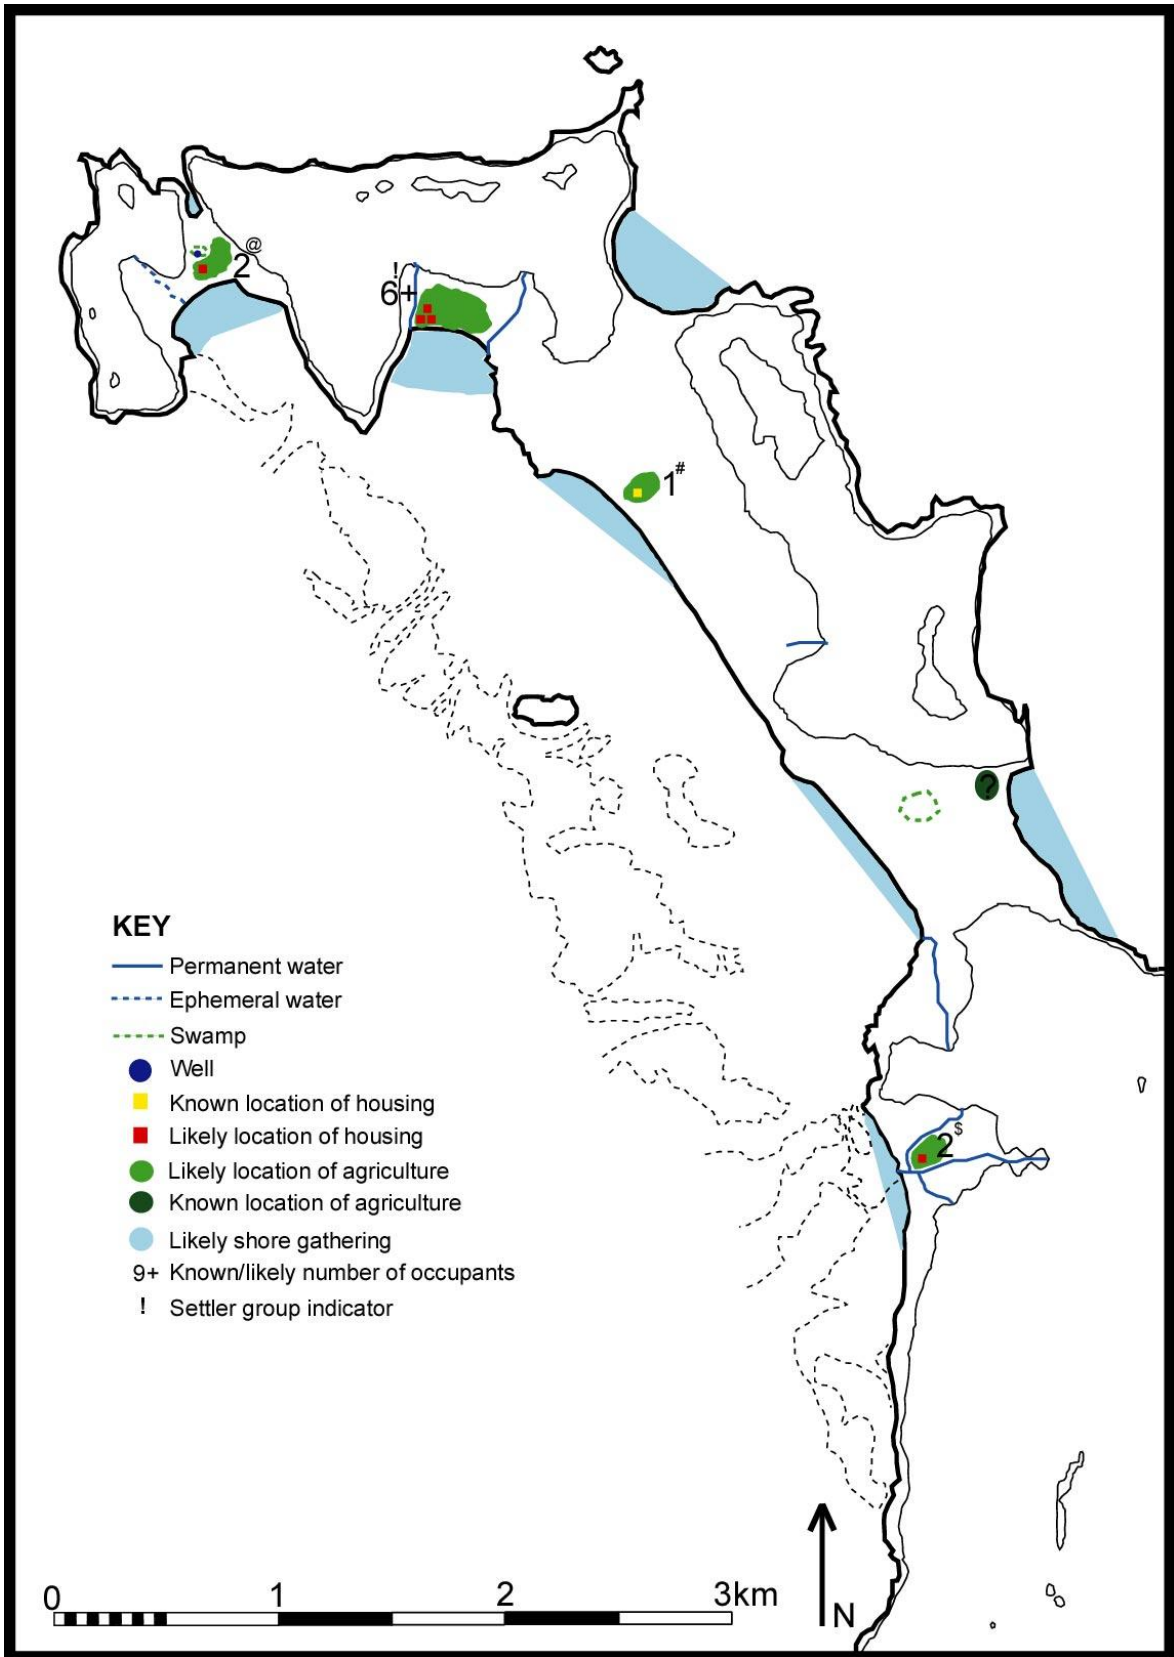 @
2
!
6+
1#
?
KEY
Permanent water
Ephemeral water
Swamp
Well
Known location of housing
Likely location of housing
Likely location of agriculture
Known location of agriculture
Likely shore gathering
9+ Known/likely number of occupants
! Settler group indicator
2$
0 1 2 3km
N